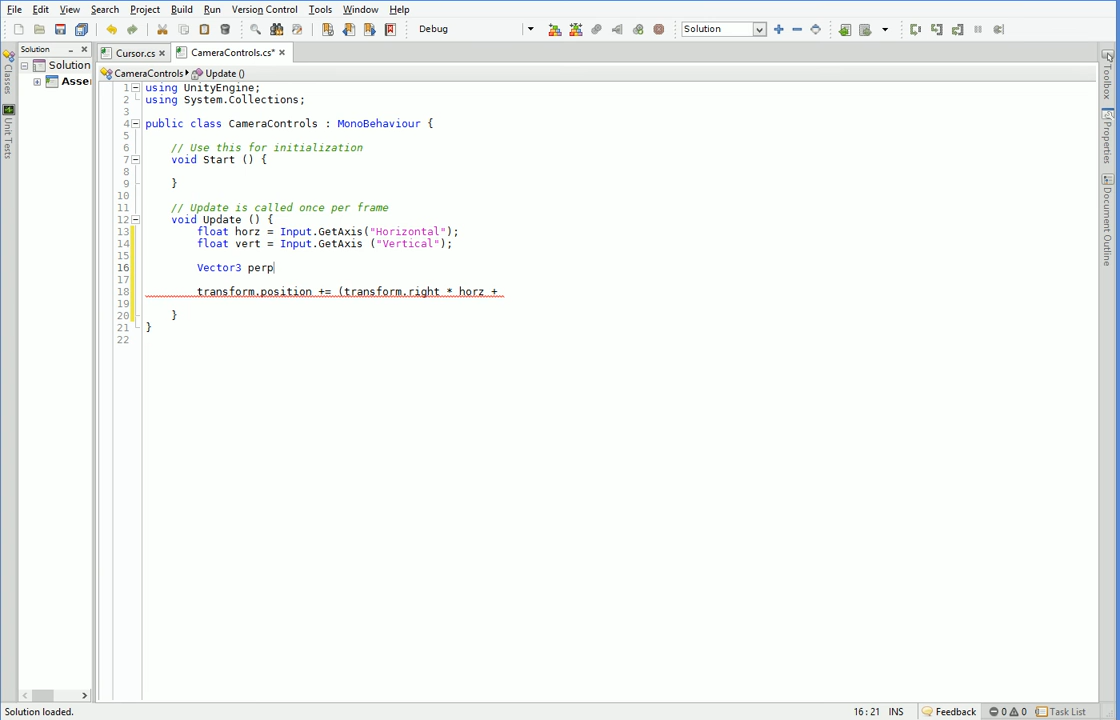 File Edit View Search Project Build Run Version Control Tools Window Help
Debug Solution
Solution
Cursor.cs CameraControls.cs*
CameraControls Update ()
Solution
Asse
Classes
Unit Tests
1 using UnityEngine;
2 using System.Collections;
3
4 public class CameraControls : MonoBehaviour {
5
6 // Use this for initialization
7 void Start () {
8
9 }
10
11 // Update is called once per frame
12 void Update () {
13 float horz = Input.GetAxis("Horizontal");
14 float vert = Input.GetAxis ("Vertical");
15
16 Vector3 perp
17
18 transform.position += (transform.right * horz +
19
20 }
21 }
22
Toolbox
Properties
Document Outline
Solution loaded. 16 : 21 INS Feedback 0 0 Task List